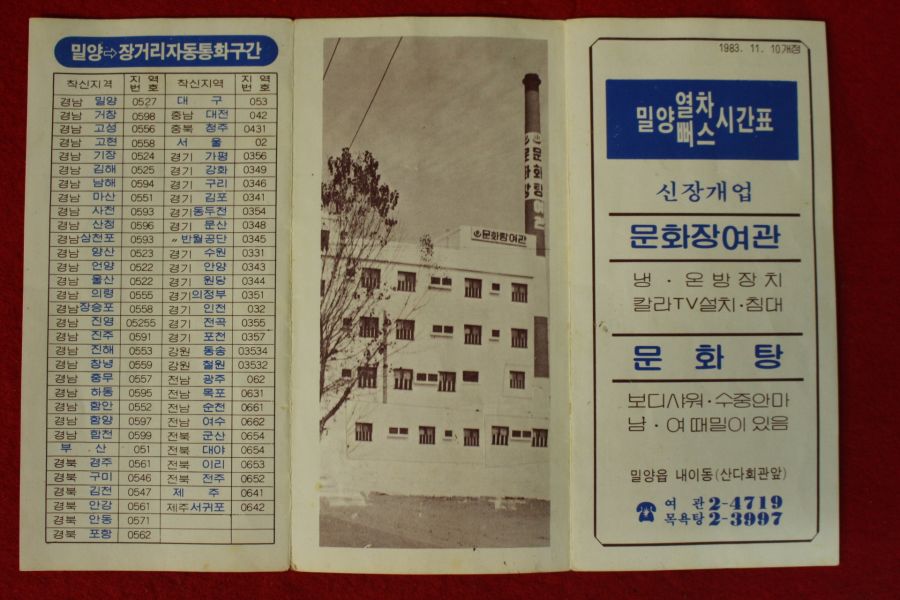 밀양⇨장거리자동통화구간
착신지역 지역번호 착신지역 지역번호
경남 밀양 0527 대구 053
경남 거창 0598 충남 대전 042
경남 고성 0556 충북 청주 0431
경남 고현 0558 서울 02
경남 기장 0524 경기 가평 0356
경남 김해 0525 경기 강화 0349
경남 남해 0594 경기 구리 0346
경남 마산 0551 경기 김포 0341
경남 사천 0593 경기 동두천 0354
경남 산청 0596 경기 문산 0348
경남 삼천포 0593 〃 반월공단 0345
경남 양산 0523 경기 수원 0331
경남 언양 0522 경기 안양 0343
경남 울산 0522 경기 원당 0344
경남 의령 0555 경기 의정부 0351
경남 장승포 0558 경기 인천 032
경남 진영 05255 경기 전곡 0355
경남 진주 0591 경기 포천 0357
경남 진해 0553 강원 동송 03534
경남 창녕 0559 강원 철원 03532
경남 충무 0557 전남 광주 062
경남 하동 0595 전남 목포 0631
경남 함안 0552 전남 순천 0661
경남 함양 0597 전남 여수 0662
경남 합천 0599 전북 군산 0654
부산 051 전북 대야 0654
경북 경주 0561 전북 이리 0653
경북 구미 0546 전북 전주 0652
경북 김천 0547 제주 0641
경북 안강 0561 제주 서귀포 0642
경북 안동 0571
경북 포항 0562
문화탕
문화탕여관
문화탕여관
1983. 11. 10개정
밀양 열차 뻐스 시간표
신장개업
문화장여관
냉·온방장치
칼라TV설치·침대
문화탕
보디샤워·수중안마
남·여때밀이있음
밀양읍 내이동(산다회관앞)
☎ 여관 2-4719
목욕탕 2-3997